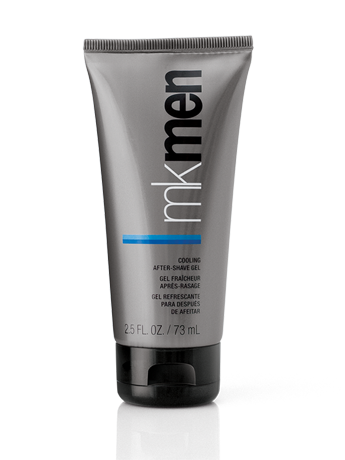 mkmen
COOLING
AFTER-SHAVE GEL
GEL FRAÎCHEUR
APRÈS-RASAGE
GEL REFRESCANTE
PARA DESPUÉS
DE AFEITAR
2.5 FL. OZ. / 73 mL